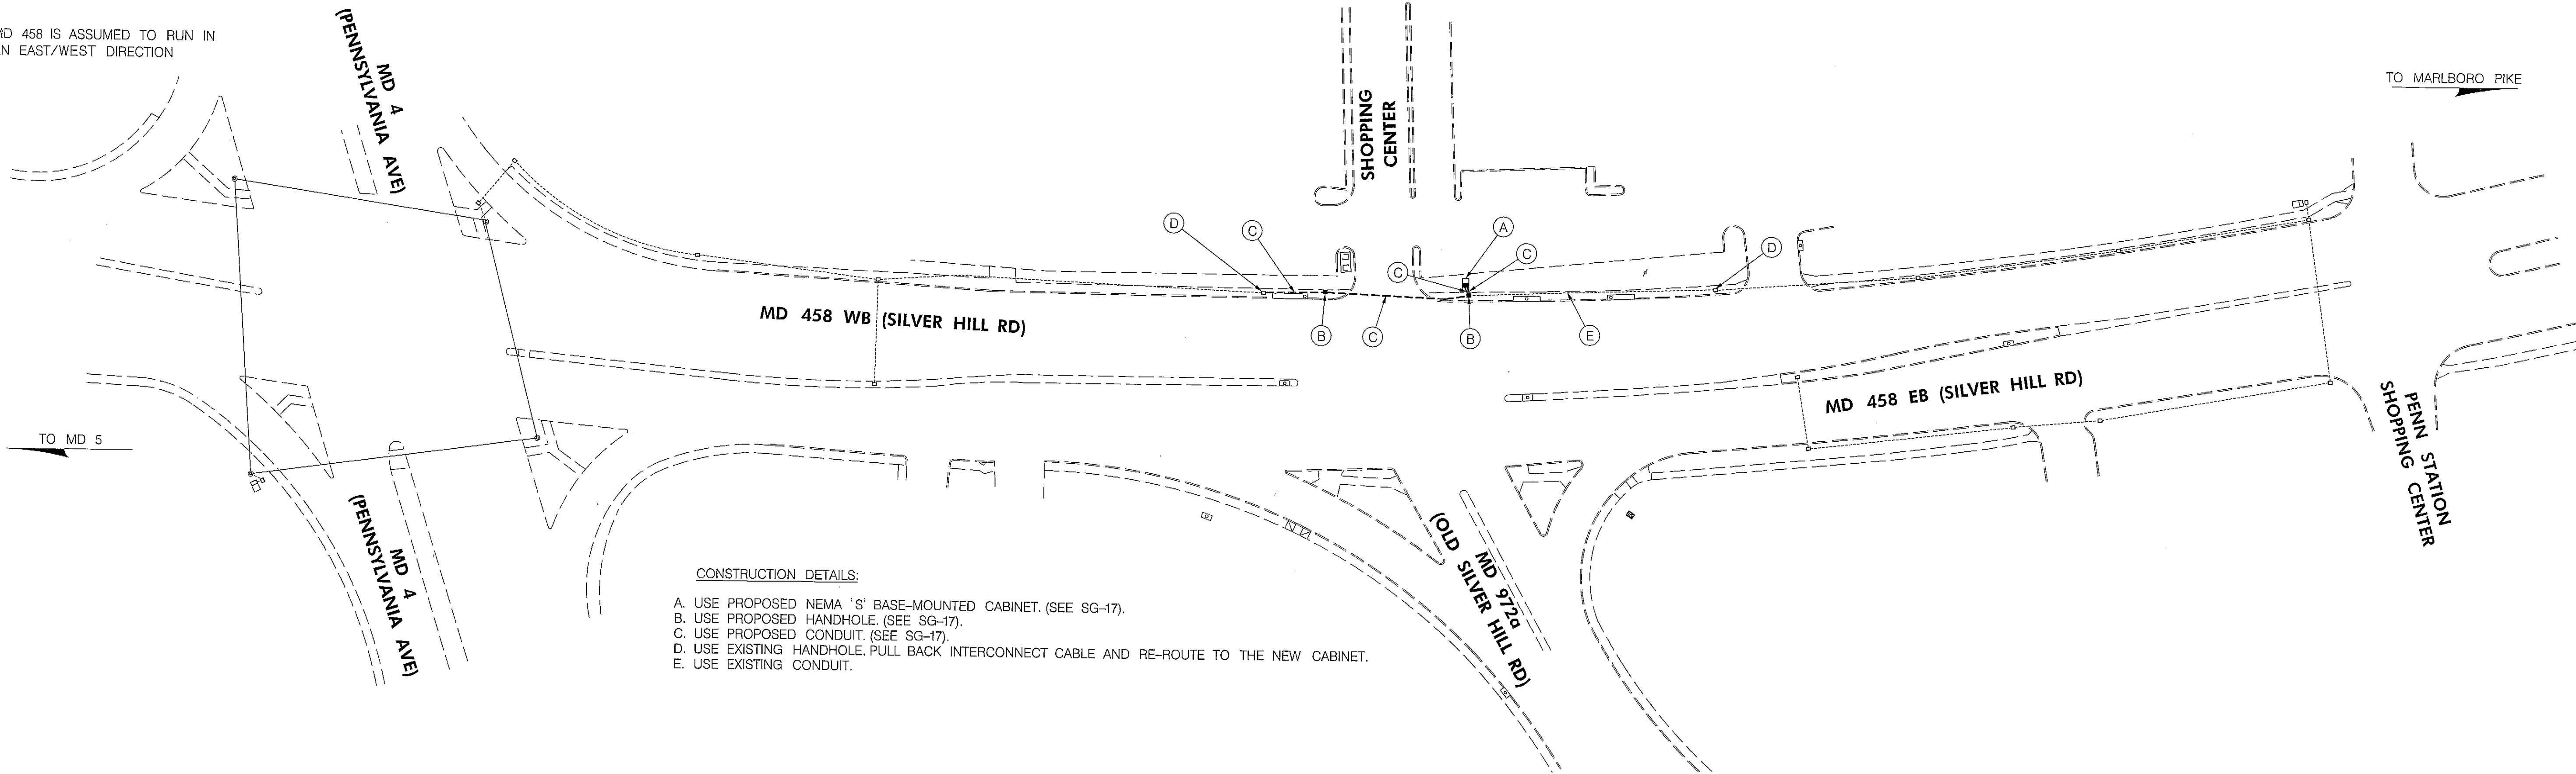 MD 458 IS ASSUMED TO RUN IN
AN EAST/WEST DIRECTION
MD 4
(PENNSYLVANIA AVE)
SHOPPING
CENTER
TO MARLBORO PIKE
D
C
A
C
C
D
B
C
B
E
MD 458 WB (SILVER HILL RD)
MD 458 EB (SILVER HILL RD)
TO MD 5
PENN STATION
SHOPPING CENTER
MD 4
(PENNSYLVANIA AVE)
MD 972a
(OLD SILVER HILL RD)
CONSTRUCTION DETAILS:
A. USE PROPOSED NEMA 'S' BASE-MOUNTED CABINET. (SEE SG-17).
B. USE PROPOSED HANDHOLE. (SEE SG-17).
C. USE PROPOSED CONDUIT. (SEE SG-17).
D. USE EXISTING HANDHOLE. PULL BACK INTERCONNECT CABLE AND RE-ROUTE TO THE NEW CABINET.
E. USE EXISTING CONDUIT.